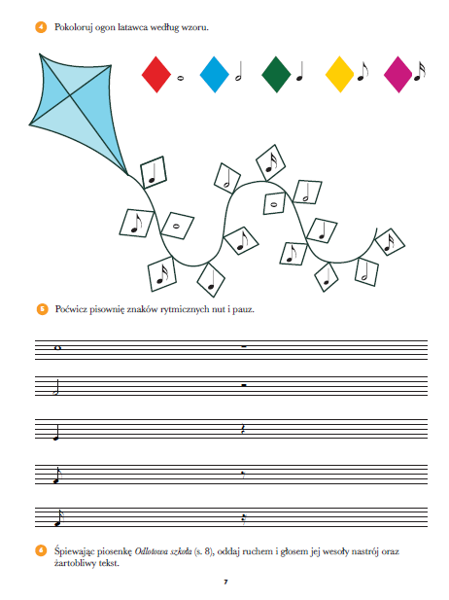 4 Pokoloruj ogon latawca według wzoru.
5 Poćwicz pisownię znaków rytmicznych nut i pauz.
6 Śpiewając piosenkę Odlotowa szkoła (s. 8), oddaj ruchem i głosem jej wesoły nastrój oraz
żartobliwy tekst.
7